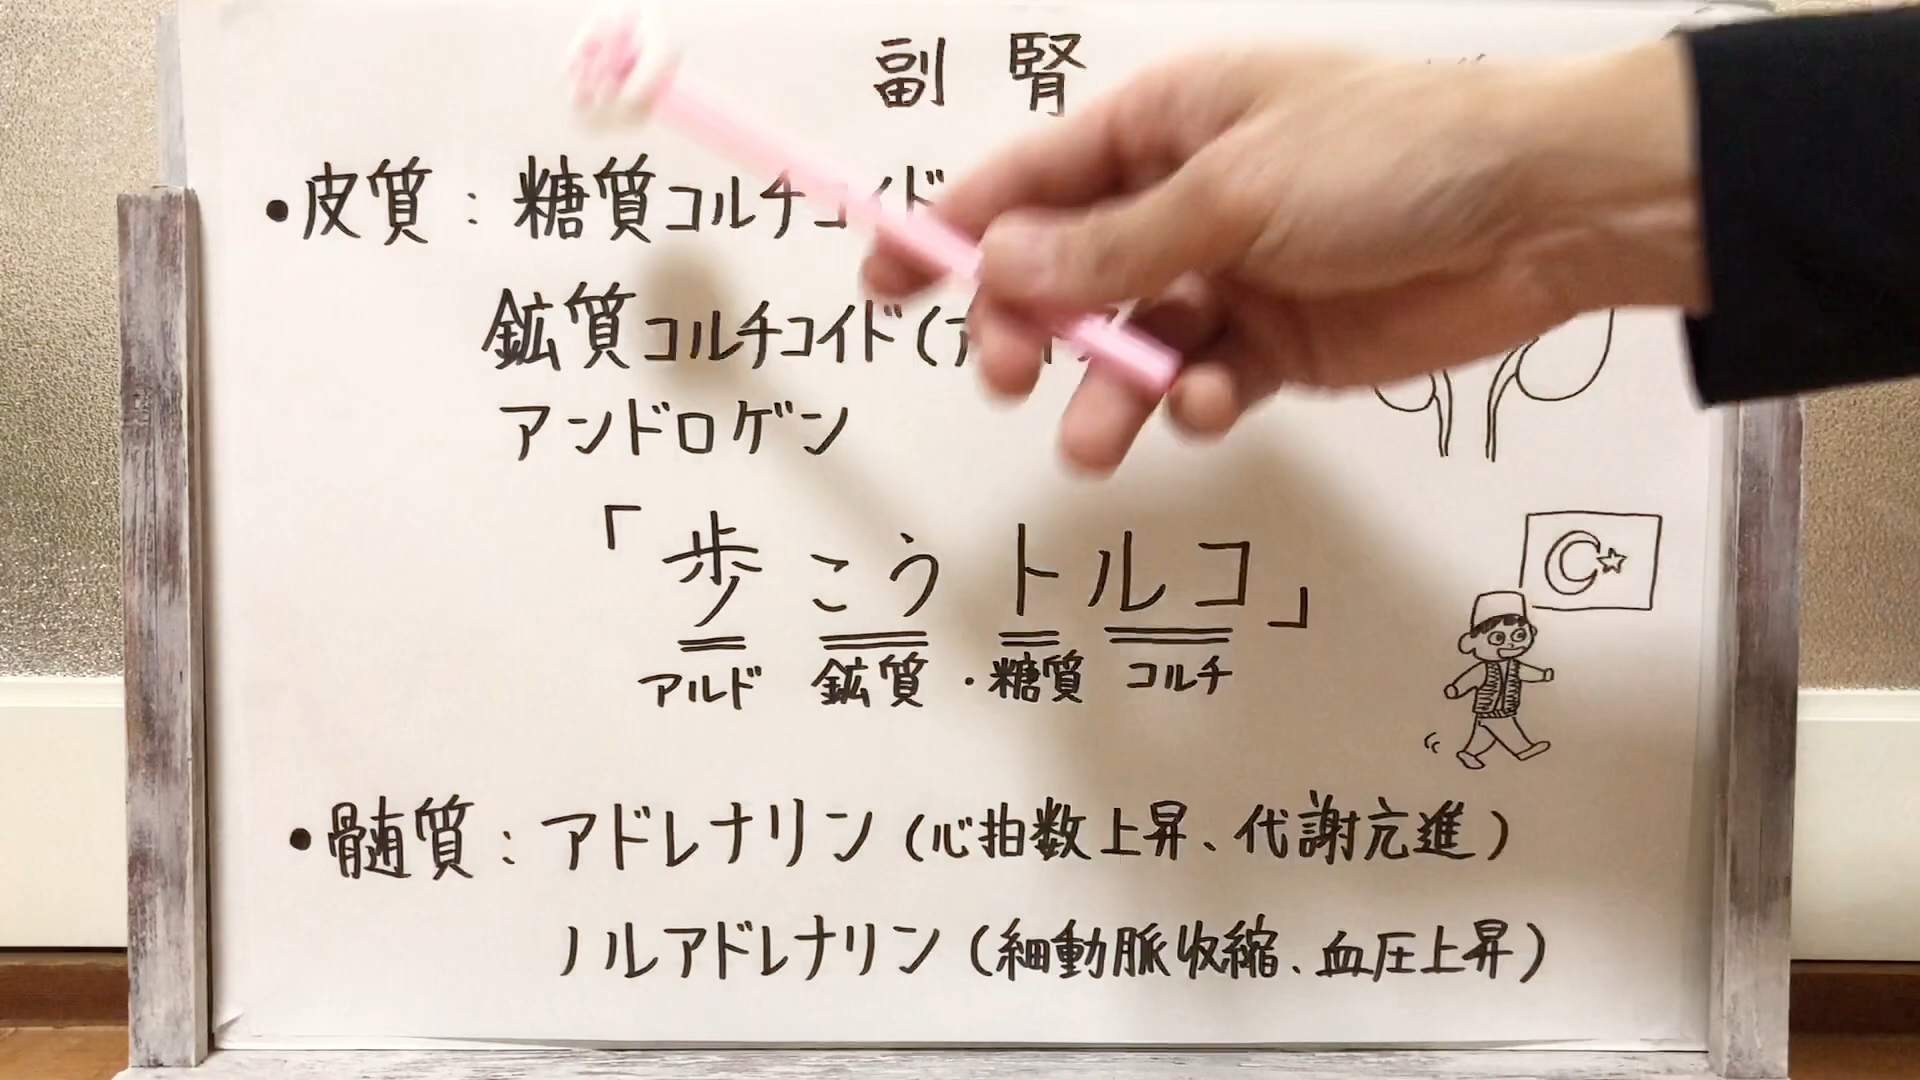 副腎
・皮質：糖質コルチコイド
鉱質コルチコイド（
アンドロゲン
「歩こうトルコ」
アルド 鉱質・糖質 コルチ
・髄質：アドレナリン（心拍数上昇、代謝亢進）
ノルアドレナリン（細動脈収縮、血圧上昇）